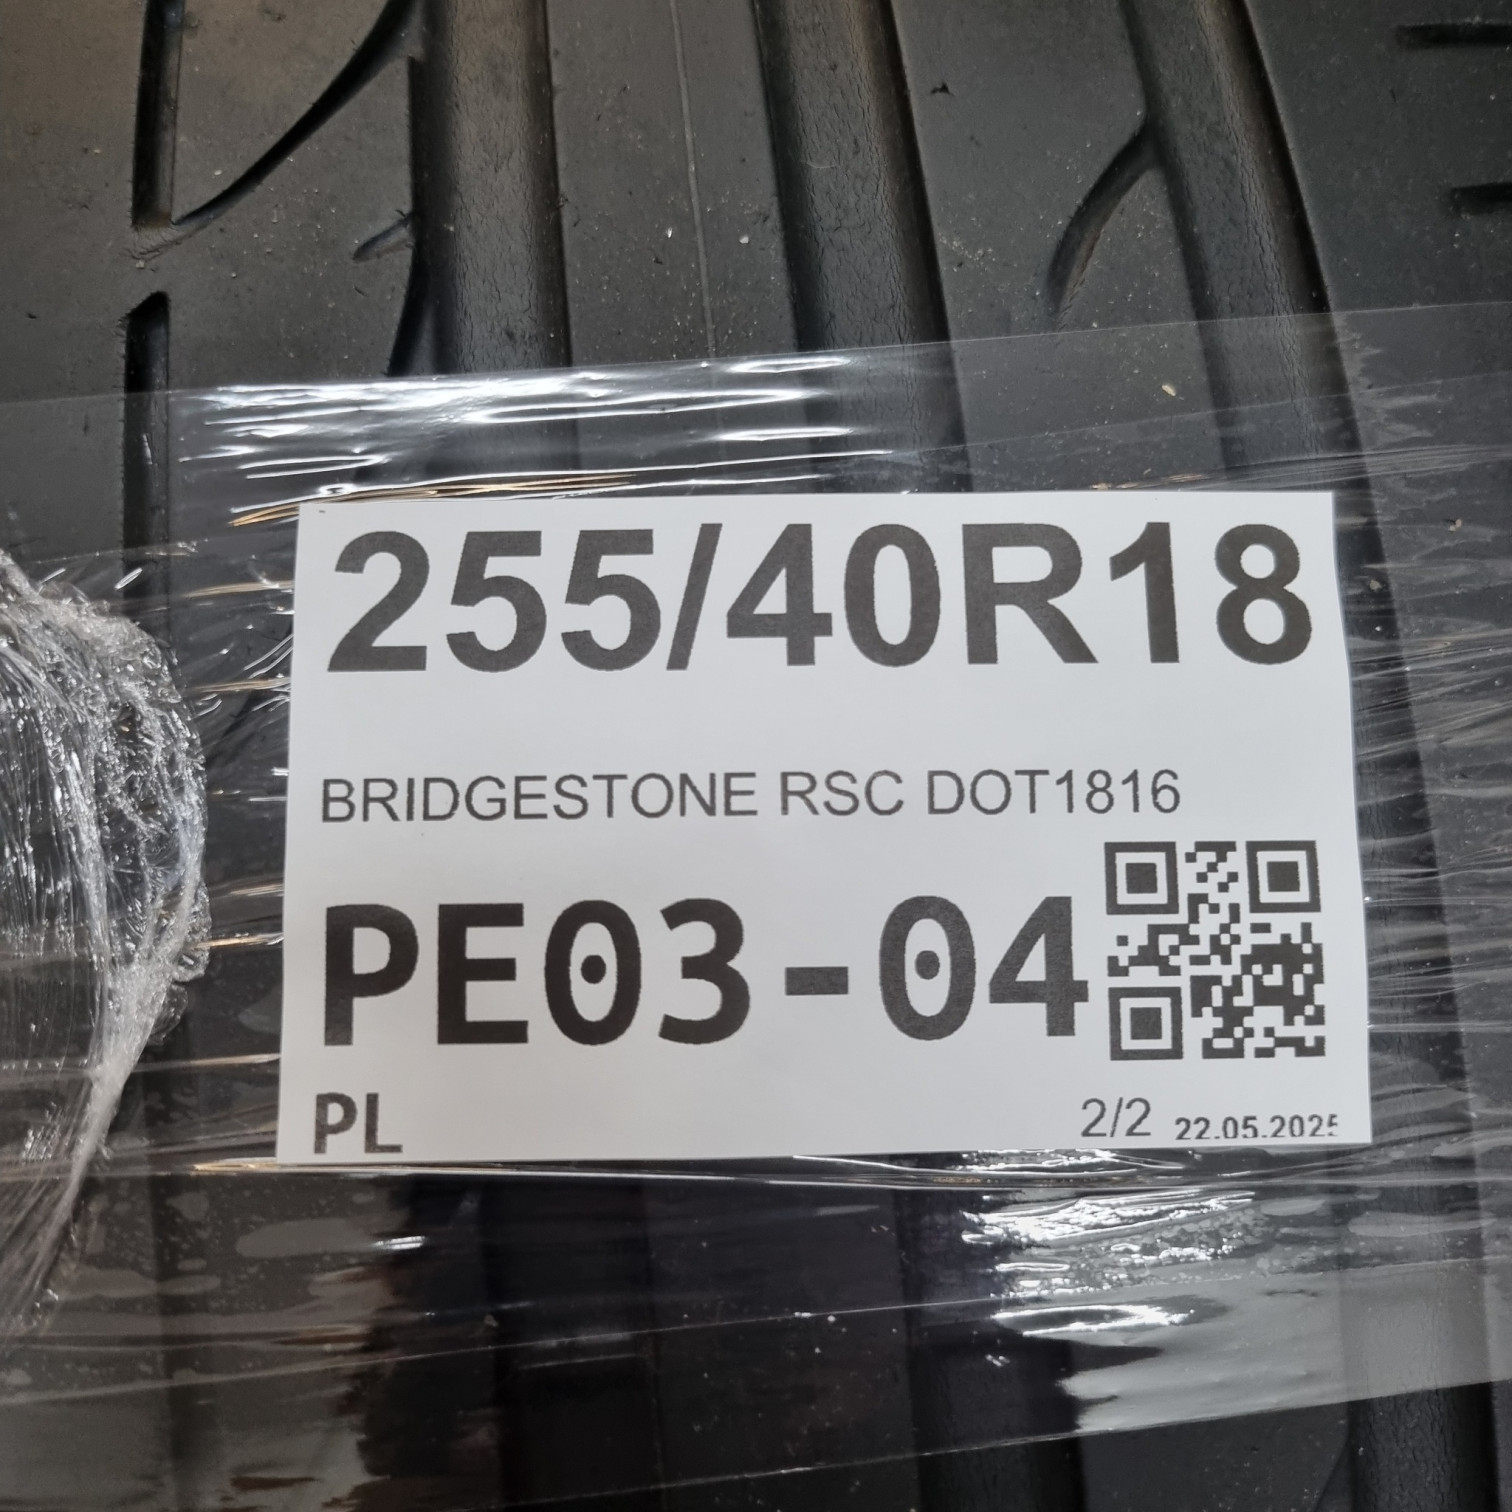 255/40R18
BRIDGESTONE RSC DOT1816
PE03-04
PL
2/2 22.05.2025